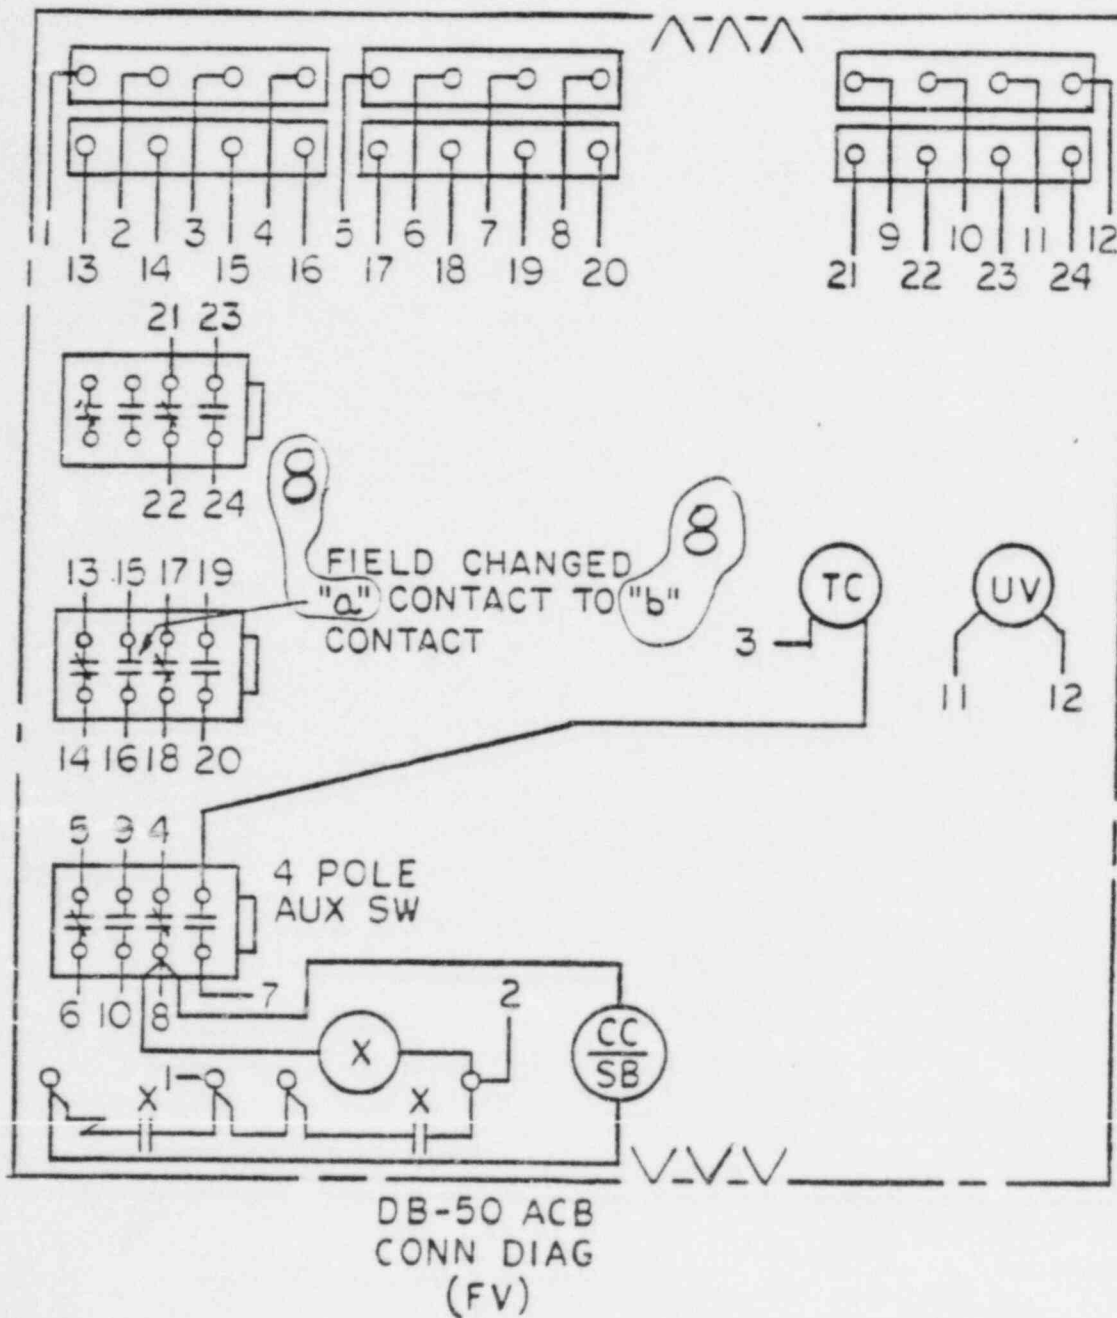 1 2 3 4 5 6 7 8 9 10 11 12
13 14 15 16 17 18 19 20 21 22 23 24
21 23
22 24
8 8
FIELD CHANGED
"a" CONTACT TO "b"
CONTACT
13 15 17 19
14 16 18 20
TC
UV
3
11 12
5 9 4
4 POLE
AUX SW
6 10 8 7
2
X
CC
SB
1
X X
DB-50 ACB
CONN DIAG
(FV)